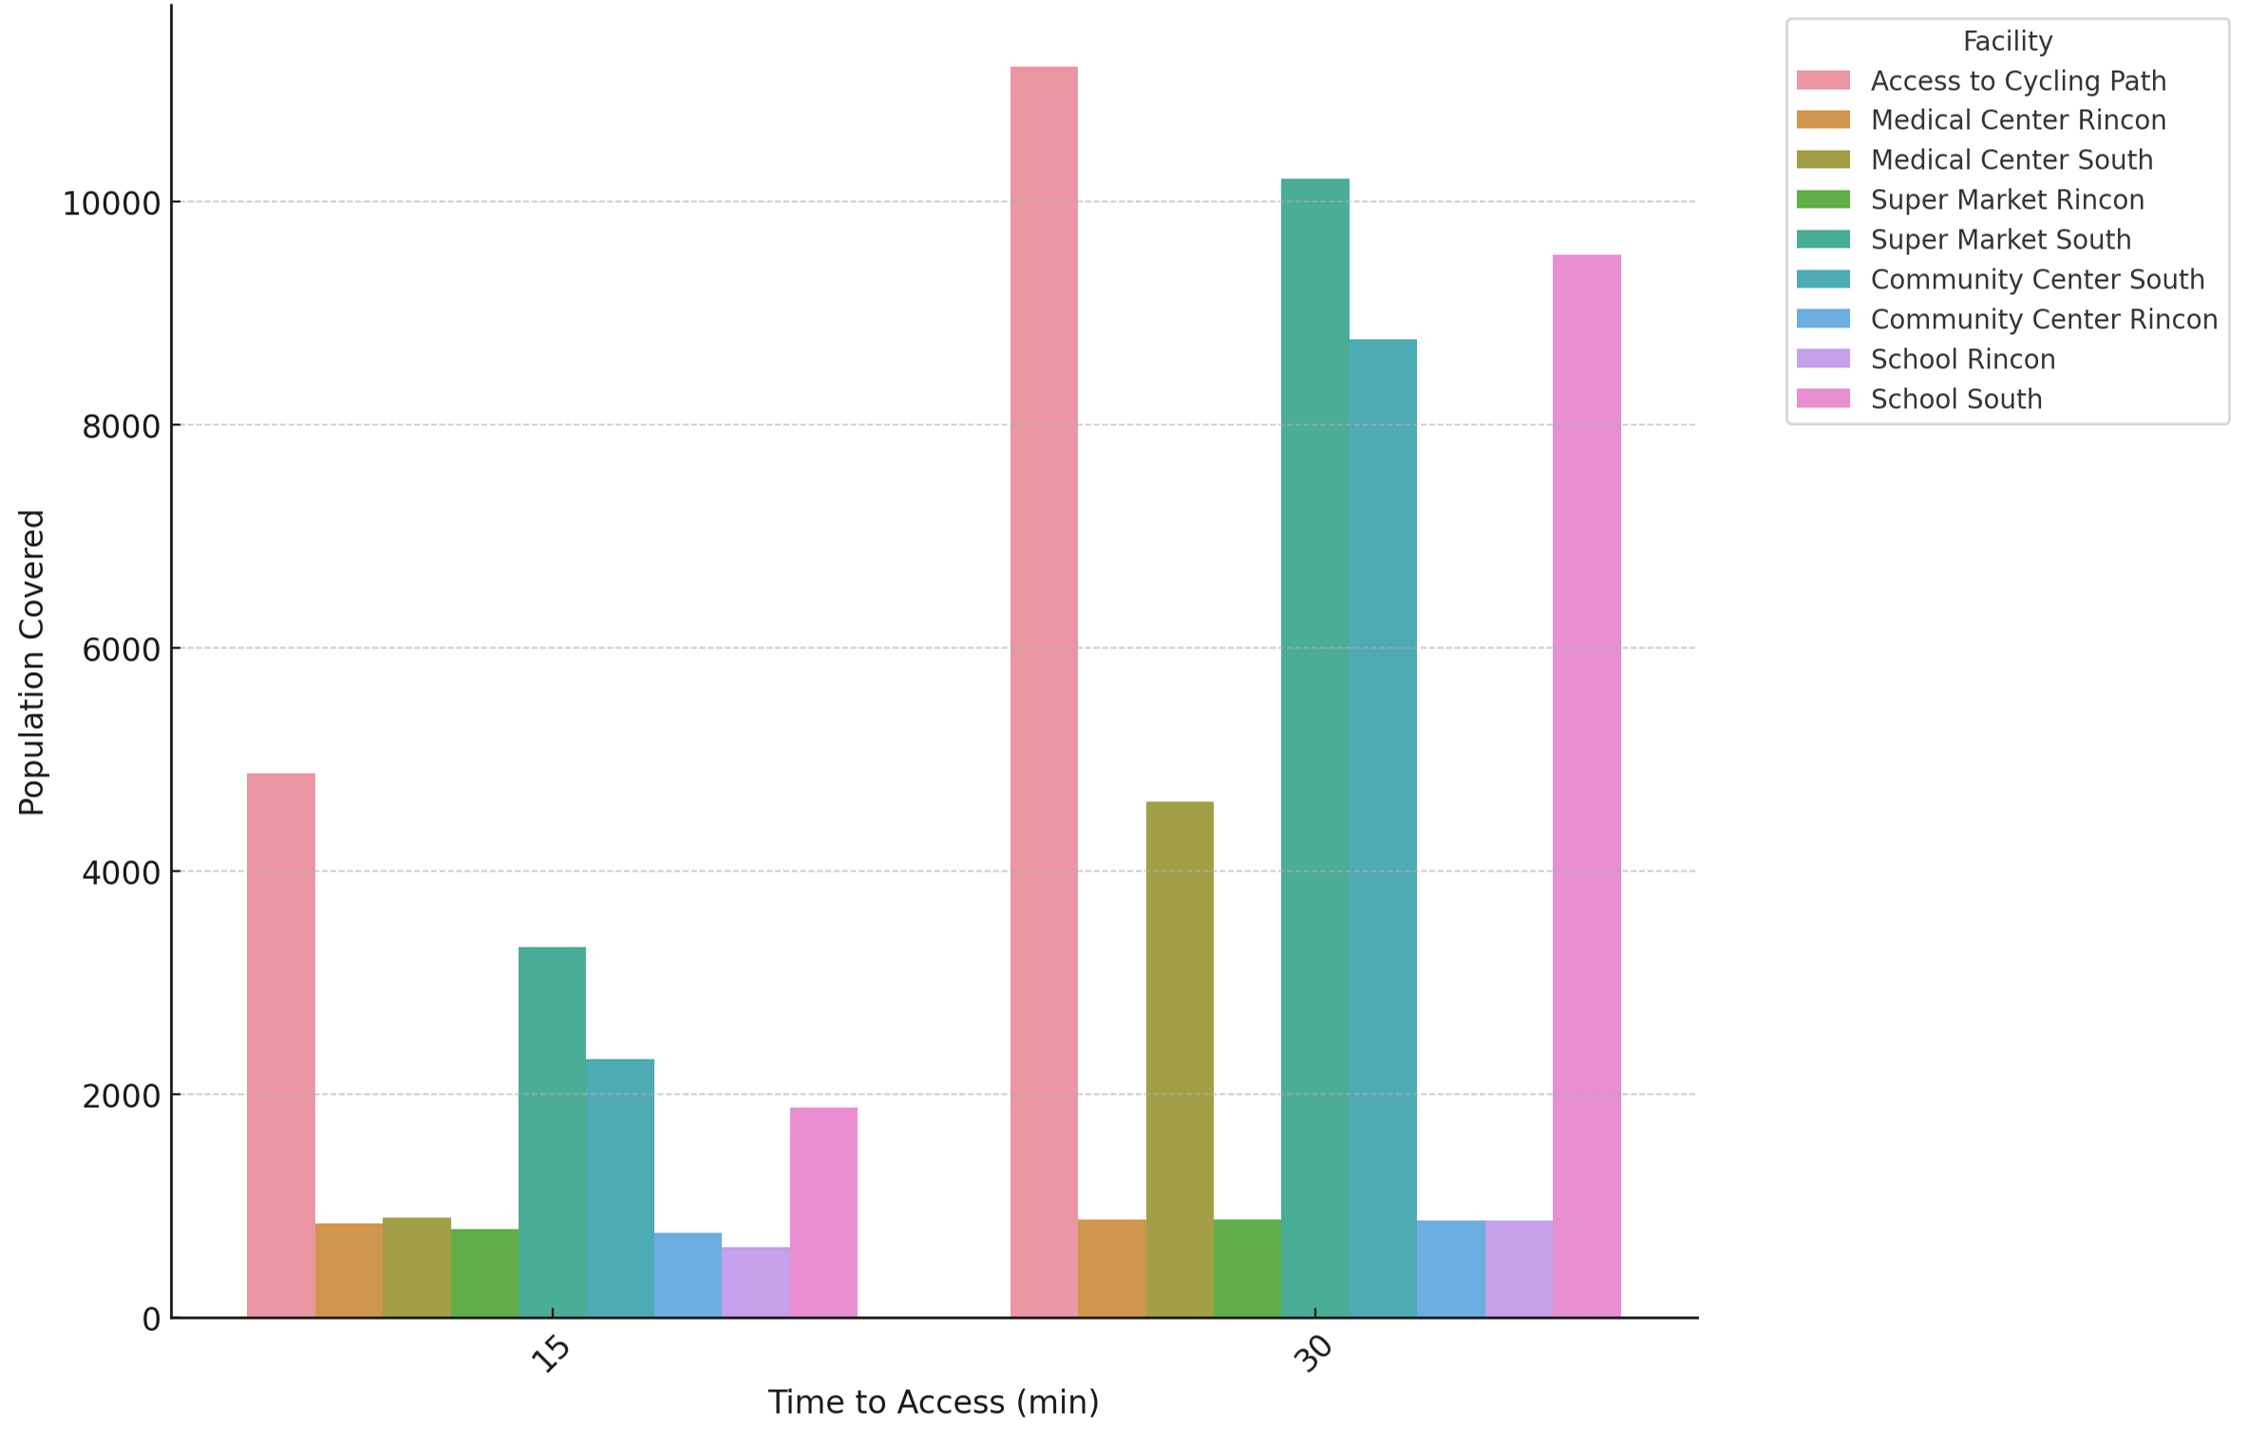 Facility
Access to Cycling Path
Medical Center Rincon
Medical Center South
Super Market Rincon
Super Market South
Community Center South
Community Center Rincon
School Rincon
School South
Population Covered
10000
8000
6000
4000
2000
0
15
30
Time to Access (min)